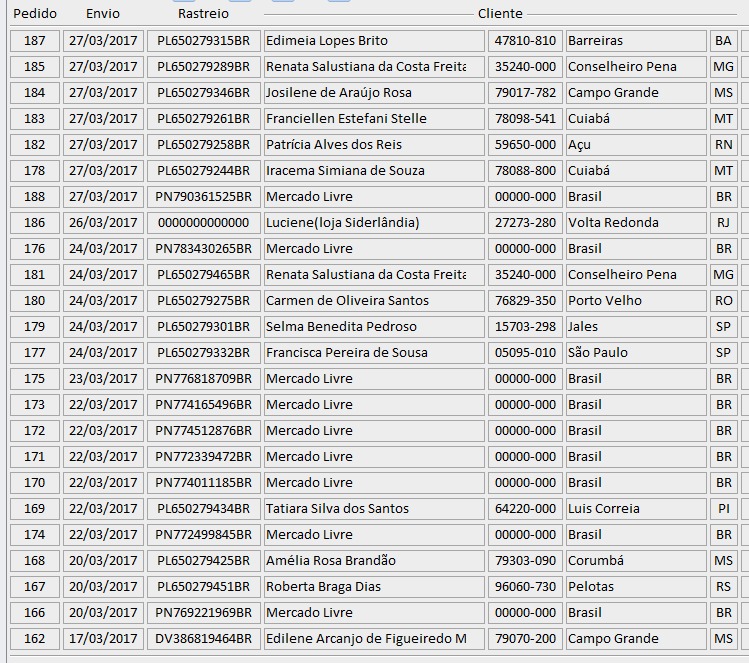 Pedido Envio Rastreio Cliente
187 27/03/2017 PL650279315BR Edimeia Lopes Brito 47810-810 Barreiras BA
185 27/03/2017 PL650279289BR Renata Salustiana da Costa Freita 35240-000 Conselheiro Pena MG
184 27/03/2017 PL650279346BR Josilene de Araújo Rosa 79017-782 Campo Grande MS
183 27/03/2017 PL650279261BR Franciellen Estefani Stelle 78098-541 Cuiabá MT
182 27/03/2017 PL650279258BR Patrícia Alves dos Reis 59650-000 Açu RN
178 27/03/2017 PL650279244BR Iracema Simiana de Souza 78088-800 Cuiabá MT
188 27/03/2017 PN790361525BR Mercado Livre 00000-000 Brasil BR
186 26/03/2017 0000000000000 Luciene(loja Siderlândia) 27273-280 Volta Redonda RJ
176 24/03/2017 PN783430265BR Mercado Livre 00000-000 Brasil BR
181 24/03/2017 PL650279465BR Renata Salustiana da Costa Freita 35240-000 Conselheiro Pena MG
180 24/03/2017 PL650279275BR Carmen de Oliveira Santos 76829-350 Porto Velho RO
179 24/03/2017 PL650279301BR Selma Benedita Pedroso 15703-298 Jales SP
177 24/03/2017 PL650279332BR Francisca Pereira de Sousa 05095-010 São Paulo SP
175 23/03/2017 PN776818709BR Mercado Livre 00000-000 Brasil BR
173 22/03/2017 PN774165496BR Mercado Livre 00000-000 Brasil BR
172 22/03/2017 PN774512876BR Mercado Livre 00000-000 Brasil BR
171 22/03/2017 PN772339472BR Mercado Livre 00000-000 Brasil BR
170 22/03/2017 PN774011185BR Mercado Livre 00000-000 Brasil BR
169 22/03/2017 PL650279434BR Tatiara Silva dos Santos 64220-000 Luis Correia PI
174 22/03/2017 PN772499845BR Mercado Livre 00000-000 Brasil BR
168 20/03/2017 PL650279425BR Amélia Rosa Brandão 79303-090 Corumbá MS
167 20/03/2017 PL650279451BR Roberta Braga Dias 96060-730 Pelotas RS
166 20/03/2017 PN769221969BR Mercado Livre 00000-000 Brasil BR
162 17/03/2017 DV386819464BR Edilene Arcanjo de Figueiredo M 79070-200 Campo Grande MS